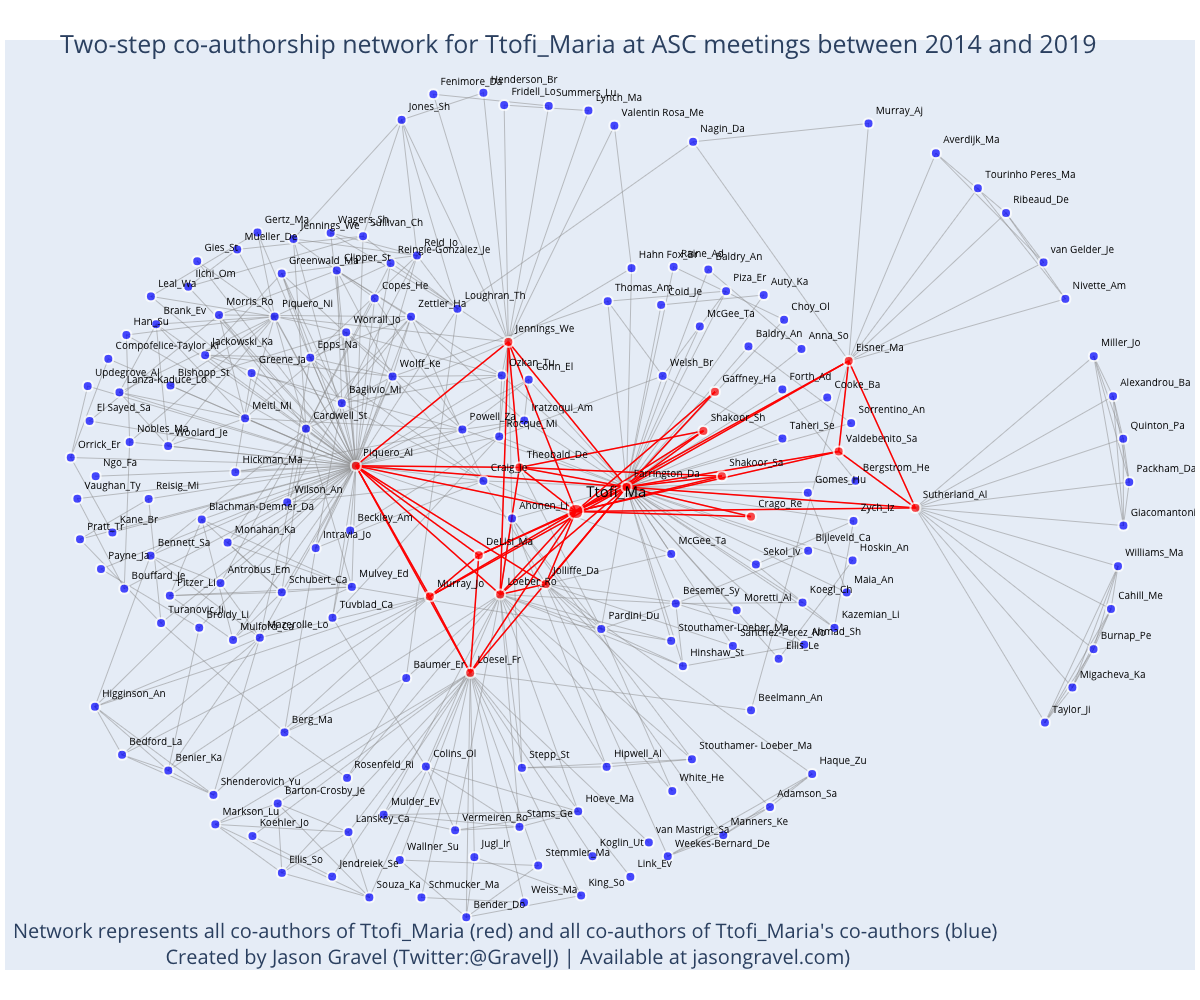 Two-step co-authorship network for Ttofi_Maria at ASC meetings between 2014 and 2019
Fenimore_Da
Henderson_Br
Fridell_Lo
Summers_Lu
Lynch_Ma
Jones_Sh
Valentin Rosa_Me
Murray_Aj
Nagin_Da
Averdijk_Ma
Tourinho Peres_Ma
Ribeaud_De
van Gelder_Je
Nivette_Am
Gertz_Ma
Jennings_We
Wagers_Sh
Sullivan_Ch
Mueller_De
Reid_Jo
Gies_St
Reingle-Gonzalez_Je
Greenwald_Ma
Clipper_St
Hahn Fox_Br
Raine_Ad
Baldry_An
Ilchi_Om
Leal_Wa
Copes_He
Piza_Er
Thomas_Am
Coid_Je
Auty_Ka
Morris_Ro
Piquero_Ni
Zettler_Ha
Loughran_Th
Brank_Ev
Han_Su
Worrall_Jo
McGee_Ta
Choy_Ol
Jennings_We
Compofelice-Taylor_Ki
Jackowski_Ka
Epps_Na
Baldry_An
Anna_So
Eisner_Ma
Miller_Jo
Updegrove_Al
Lanza-Kaduce_Lo
Bishopp_St
Greene_Ja
Wolff_Ke
Ozkan_Tu
Cohn_El
Welsh_Br
Gaffney_Ha
Forth_Ad
Cooke_Ba
Alexandrou_Ba
El Sayed_Sa
Meitl_Mi
Baglivio_Mi
Cardwell_St
Powell_Za
Iratzoqui_Am
Rocque_Mi
Shakoor_Sh
Sorrentino_An
Quinton_Pa
Nobles_Ma
Woolard_Je
Taheri_Se
Valdebenito_Sa
Orrick_Er
Ngo_Fa
Hickman_Ma
Piquero_Al
Craig_Je
Theobald_De
Farrington_Da
Shakoor_Sa
Bergstrom_He
Packham_Da
Vaughan_Ty
Reisig_Mi
Wilson_An
Ttofi_Ma
Gomes_Hu
Sutherland_Al
Blachman-Demner_Da
Ahonen_Li
Crago_Re
Zych_Iz
Giacomantoni
Pratt_Tr
Kane_Br
Beckley_Am
Monahan_Ka
Intravia_Jo
Payne_Ja
Bennett_Sa
DeLisi_Ma
McGee_Ta
Sekol_Iv
Bijleveld_Ca
Hoskin_An
Williams_Ma
Bouffard_Je
Pitzer_Li
Antrobus_Em
Schubert_Ca
Mulvey_Ed
Murray_Jo
Loeber_Ro
Jolliffe_Da
Besemer_Sy
Moretti_Al
Koegl_Ch
Maia_An
Cahill_Me
Turanovic_Ji
Broidy_Li
Mulford_Ca
Mazerolle_Lo
Tuvblad_Ca
Pardini_Du
Stouthamer-Loeber_Ma
Sanchez-Perez_No
Ahmad_Sh
Kazemian_Li
Burnap_Pe
Baumer_Er
Loesel_Fr
Hinshaw_St
Ellis_Le
Migacheva_Ka
Higginson_An
Berg_Ma
Beelmann_An
Taylor_Ji
Bedford_La
Benier_Ka
Rosenfeld_Ri
Colins_Ol
Stepp_St
Hipwell_Al
Stouthamer- Loeber_Ma
Haque_Zu
Shenderovich_Yu
Barton-Crosby_Je
White_He
Adamson_Sa
Markson_Lu
Koehler_Jo
Lanskey_Ca
Mulder_Ev
Vermeiren_Ro
Stams_Ge
Hoeve_Ma
van Mastrigt_Sa
Manners_Ke
Ellis_So
Jendreiek_Se
Wallner_Su
Jugl_Ir
Stemmler_Ma
Koglin_Ut
Weekes-Bernard_De
Souza_Ka
Schmucker_Ma
Bender_Do
Weiss_Ma
King_So
Link_Ev
Network represents all co-authors of Ttofi_Maria (red) and all co-authors of Ttofi_Maria's co-authors (blue)
Created by Jason Gravel (Twitter:@GravelJ) | Available at jasongravel.com)